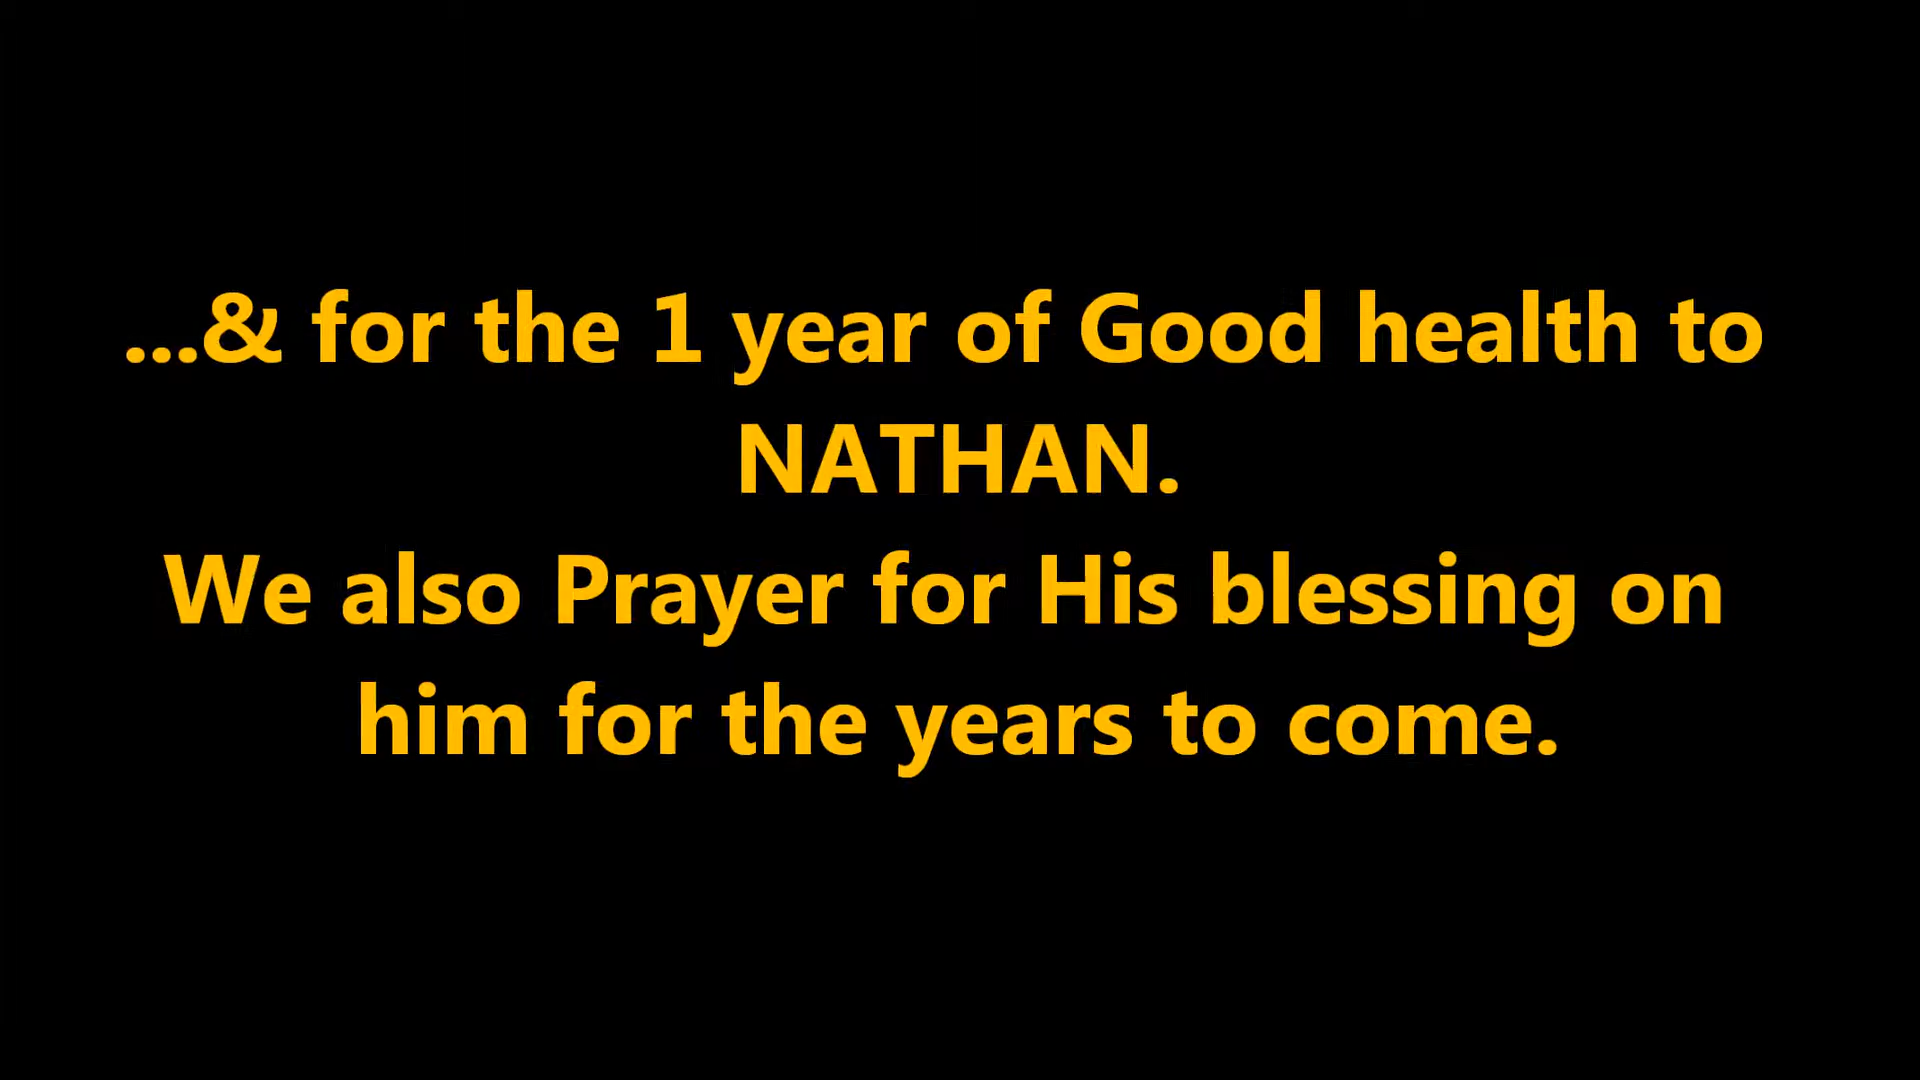 ...& for the 1 year of Good health to
NATHAN.
We also Prayer for His blessing on
him for the years to come.